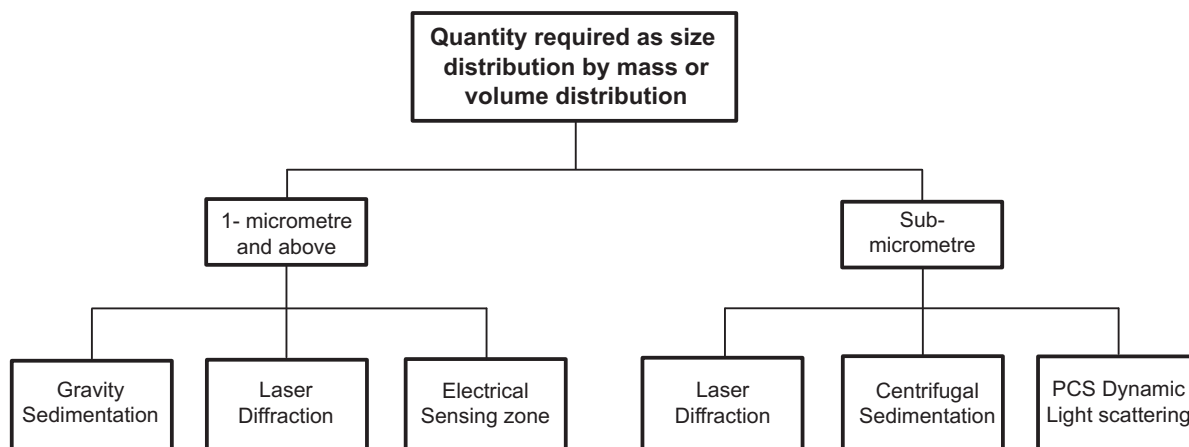 Quantity required as size
distribution by mass or
volume distribution
1- micrometre
and above
Sub-
micrometre
Gravity
Sedimentation
Laser
Diffraction
Electrical
Sensing zone
Laser
Diffraction
Centrifugal
Sedimentation
PCS Dynamic
Light scattering